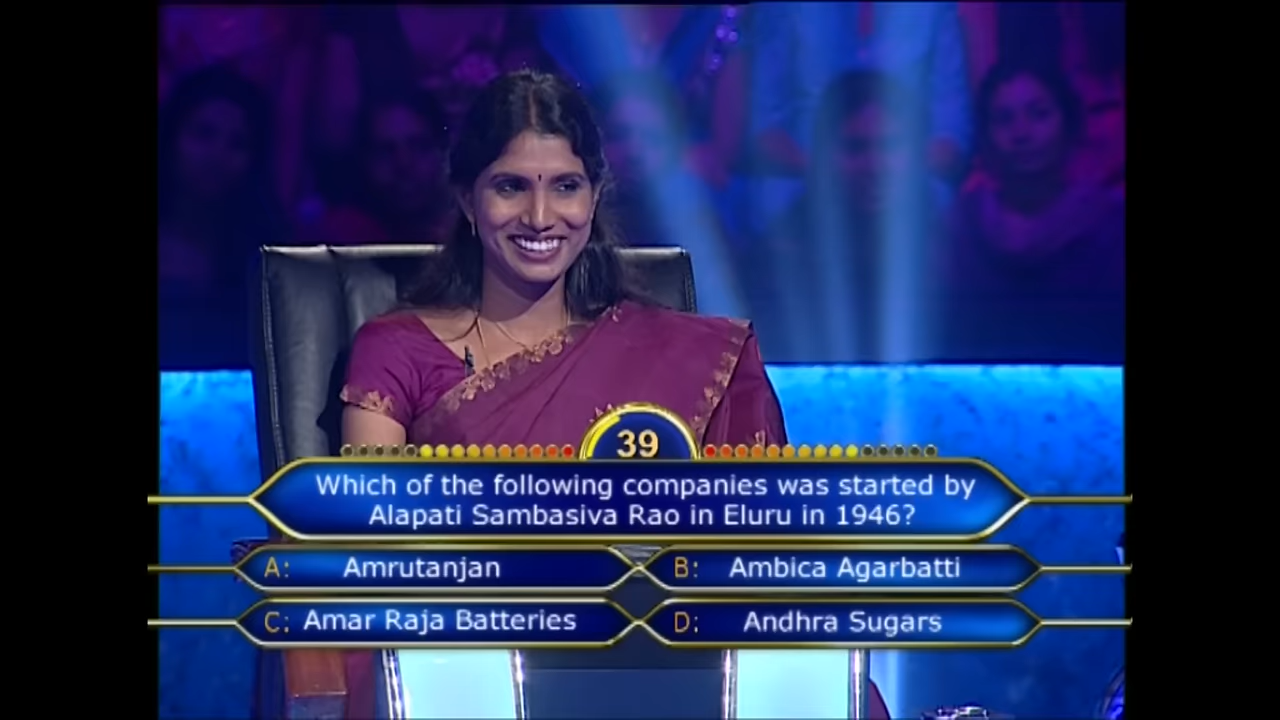 39
Which of the following companies was started by
Alapati Sambasiva Rao in Eluru in 1946?
A: Amrutanjan
B: Ambica Agarbatti
C: Amar Raja Batteries
D: Andhra Sugars